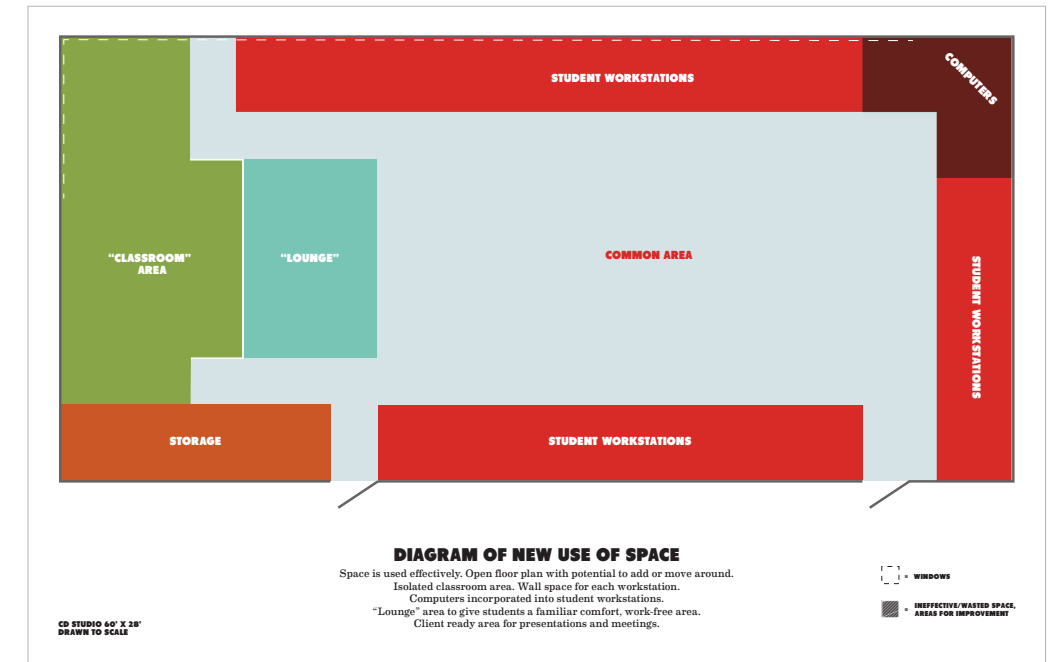 STUDENT WORKSTATIONS
COMPUTERS
“CLASSROOM”
AREA
“LOUNGE”
COMMON AREA
STUDENT WORKSTATIONS
STORAGE
STUDENT WORKSTATIONS
DIAGRAM OF NEW USE OF SPACE
Space is used effectively. Open floor plan with potential to add or move around.
Isolated classroom area. Wall space for each workstation.
Computers incorporated into student workstations.
“Lounge” area to give students a familiar comfort, work-free area.
Client ready area for presentations and meetings.
= WINDOWS
= INEFFECTIVE/WASTED SPACE,
AREAS FOR IMPROVEMENT
CD STUDIO 60' X 28'
DRAWN TO SCALE